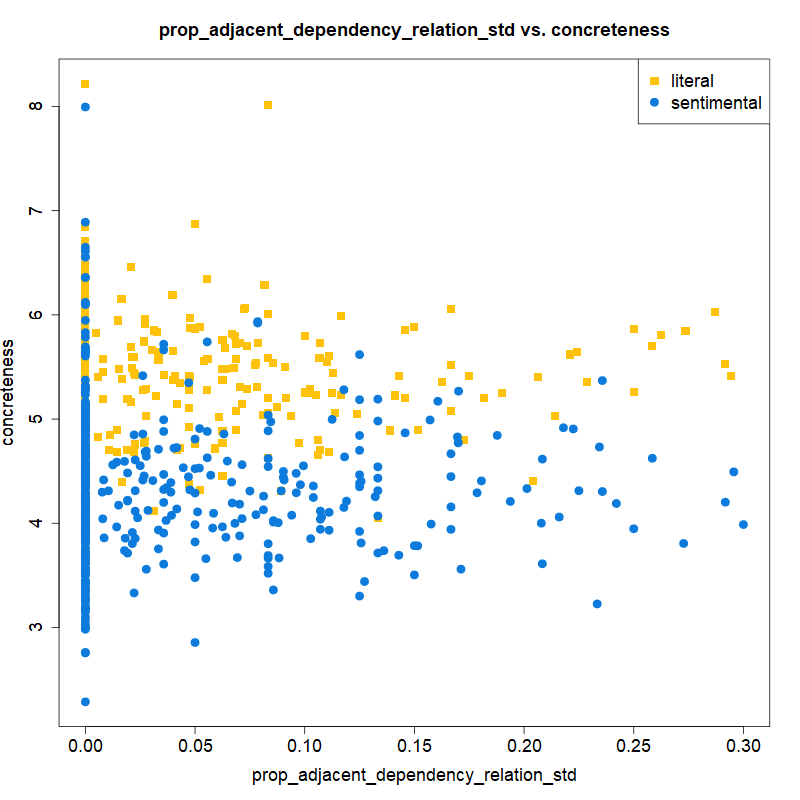 prop_adjacent_dependency_relation_std vs. concreteness
literal
sentimental
concreteness
8
7
6
5
4
3
0.00 0.05 0.10 0.15 0.20 0.25 0.30
prop_adjacent_dependency_relation_std